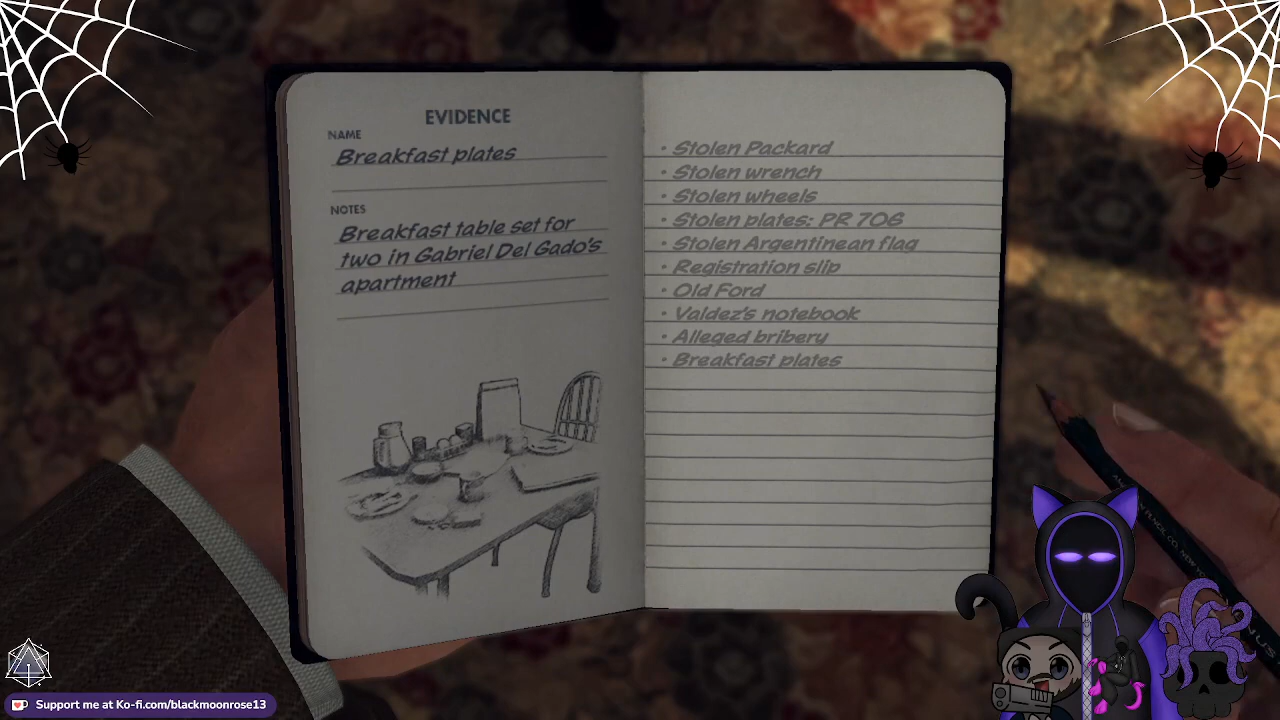 EVIDENCE
NAME
Breakfast plates
NOTES
Breakfast table set for
two in Gabriel Del Gado's
apartment
• Stolen Packard
• Stolen wrench
• Stolen wheels
• Stolen plates: PR 706
• Stolen Argentinean flag
• Registration slip
• Old Ford
• Valdez's notebook
• Alleged bribery
• Breakfast plates
Support me at Ko-fi.com/blackmoonrose13